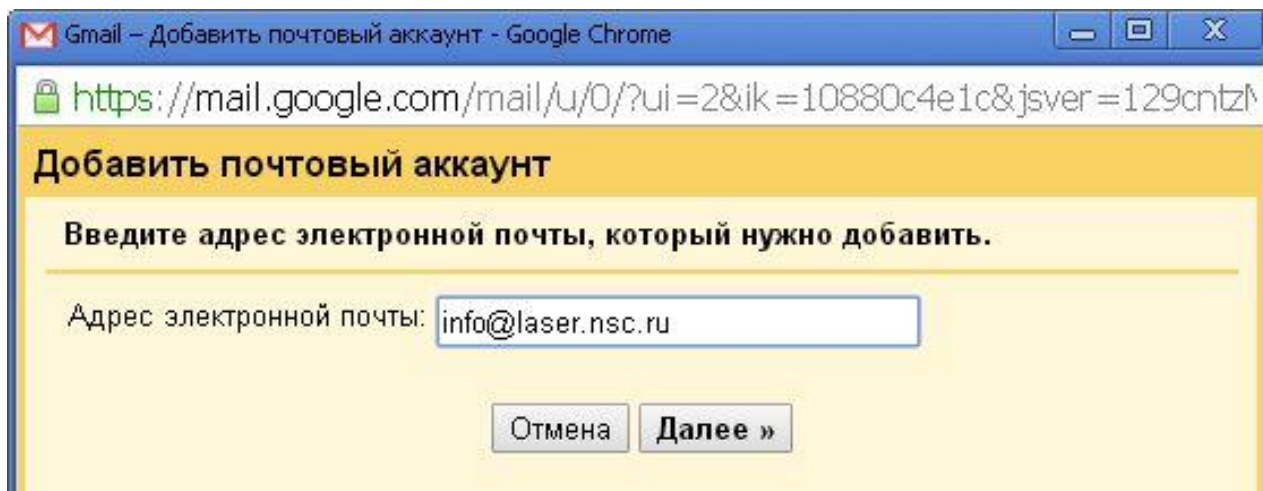 Gmail – Добавить почтовый аккаунт - Google Chrome
https://mail.google.com/mail/u/0/?ui=2&ik=10880c4e1c&jsver=129cntzM
Добавить почтовый аккаунт
Введите адрес электронной почты, который нужно добавить.
Адрес электронной почты: info@laser.nsc.ru
Отмена Далее »